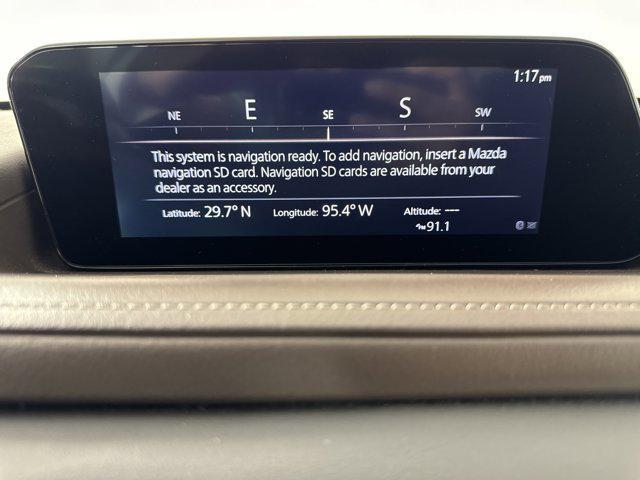 1:17pm
NE E SE S SW
This system is navigation ready. To add navigation, insert a Mazda
navigation SD card. Navigation SD cards are available from your
dealer as an accessory.
Latitude: 29.7° N Longitude: 95.4° W Altitude: ---
FM 91.1